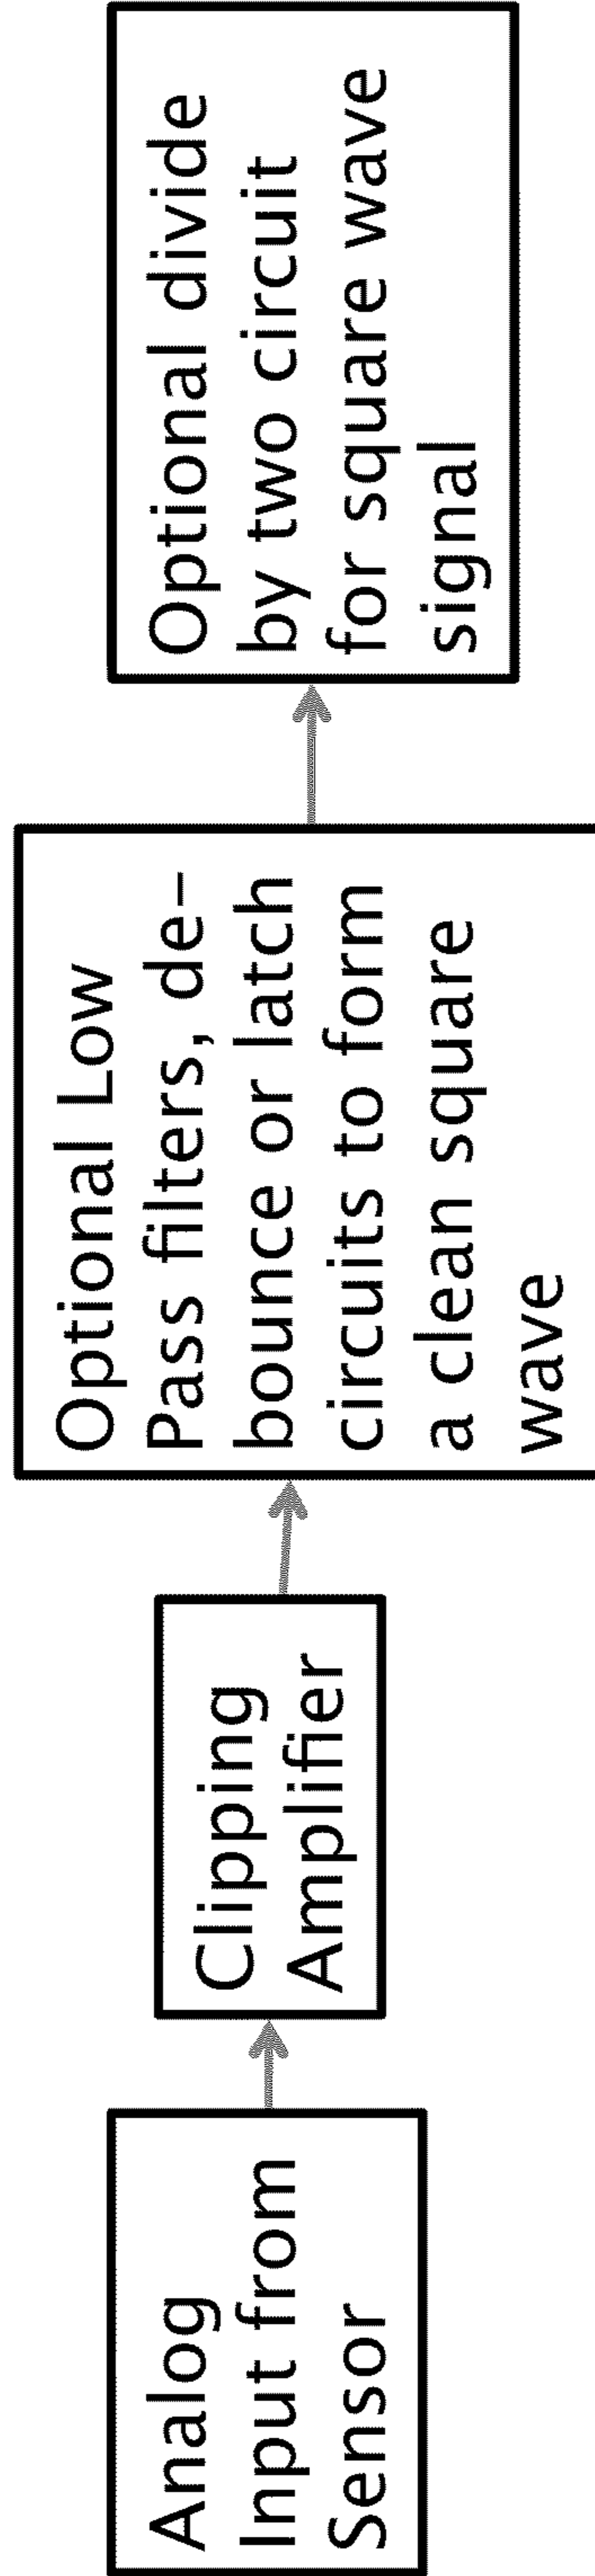 Analog
Input from
Sensor
Clipping
Amplifier
Optional Low
Pass filters, de-
bounce or latch
circuits to form
a clean square
wave
Optional divide
by two circuit
for square wave
signal